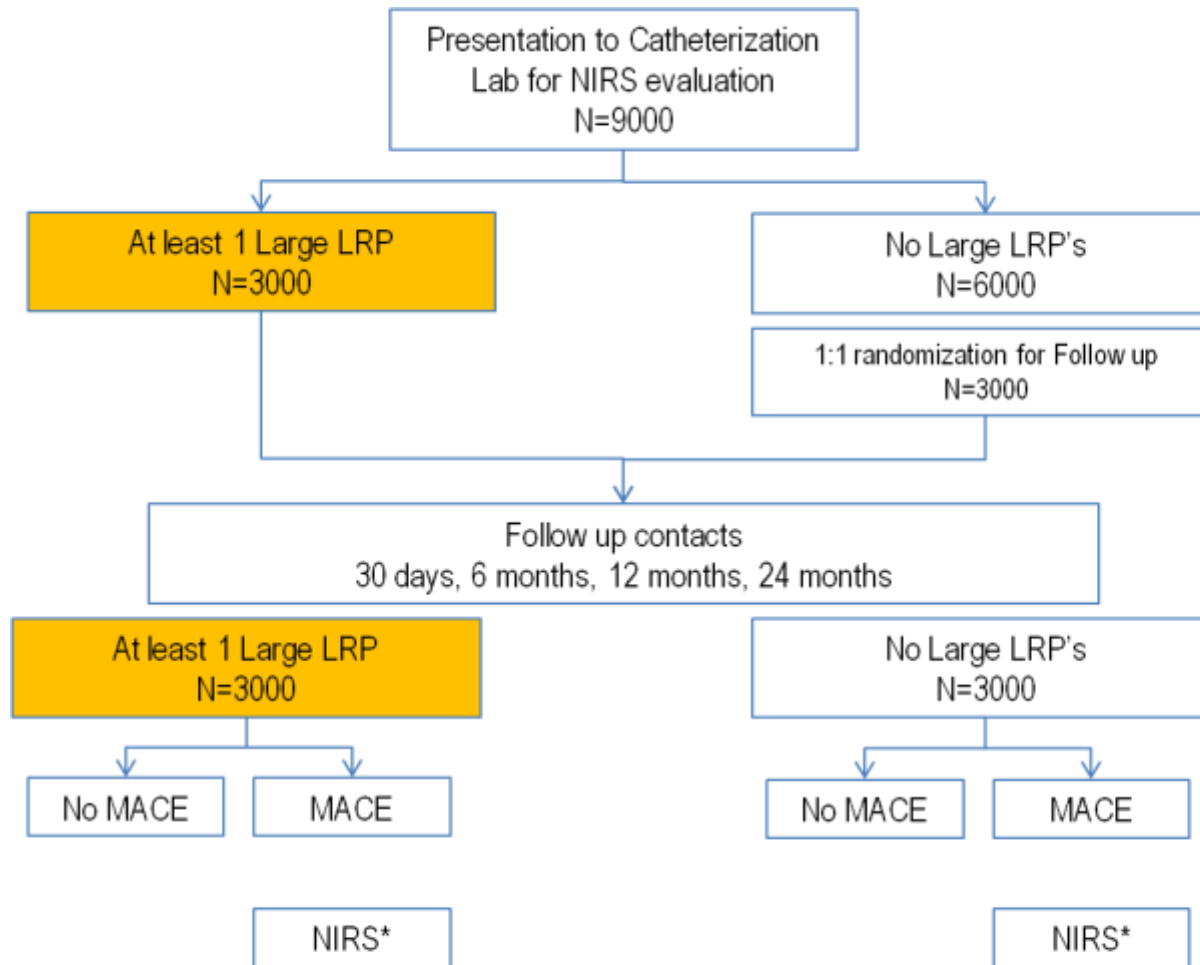 Presentation to Catheterization
Lab for NIRS evaluation
N=9000
At least 1 Large LRP
N=3000
No Large LRP's
N=6000
1:1 randomization for Follow up
N=3000
Follow up contacts
30 days, 6 months, 12 months, 24 months
At least 1 Large LRP
N=3000
No Large LRP's
N=3000
No MACE
MACE
No MACE
MACE
NIRS*
NIRS*